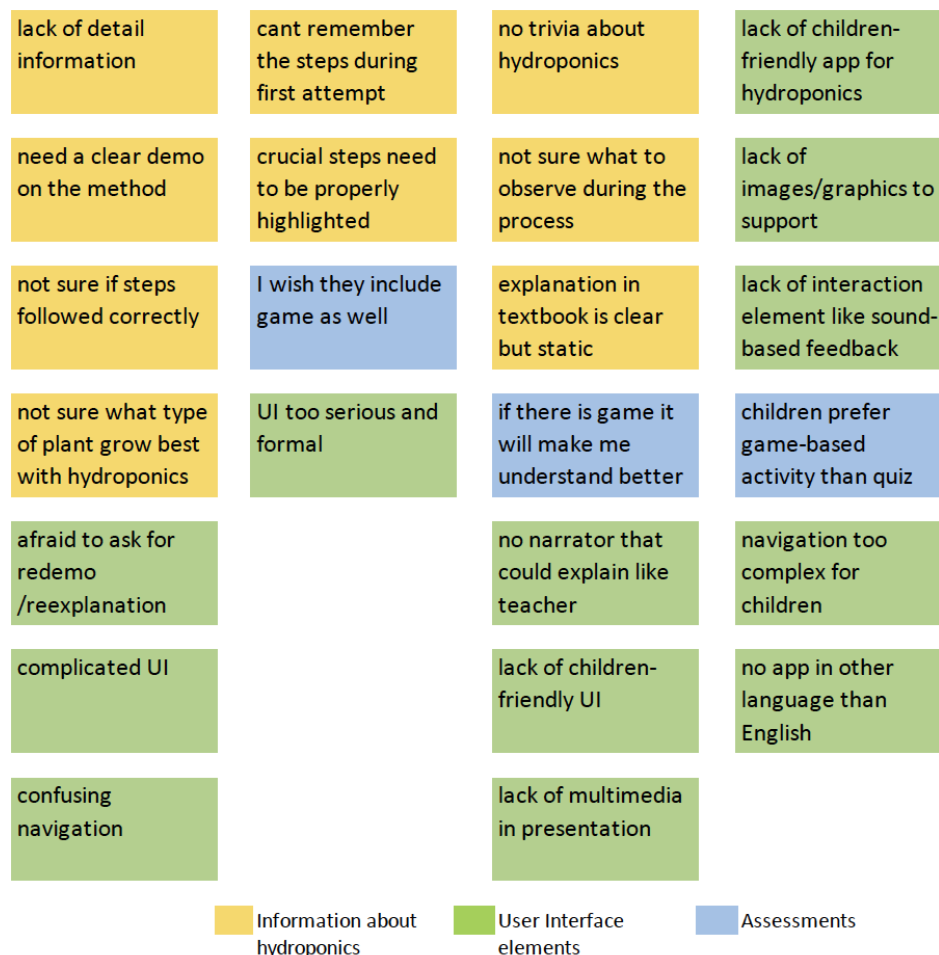 lack of detail
information
cant remember
the steps during
first attempt
no trivia about
hydroponics
lack of children-
friendly app for
hydroponics
need a clear demo
on the method
crucial steps need
to be properly
highlighted
not sure what to
observe during the
process
lack of
images/graphics to
support
not sure if steps
followed correctly
I wish they include
game as well
explanation in
textbook is clear
but static
lack of interaction
element like sound-
based feedback
not sure what type
of plant grow best
with hydroponics
UI too serious and
formal
if there is game it
will make me
understand better
children prefer
game-based
activity than quiz
afraid to ask for
redemo
/reexplanation
no narrator that
could explain like
teacher
navigation too
complex for
children
complicated UI
lack of children-
friendly UI
no app in other
language than
English
confusing
navigation
lack of multimedia
in presentation
Information about
hydroponics
User Interface
elements
Assessments